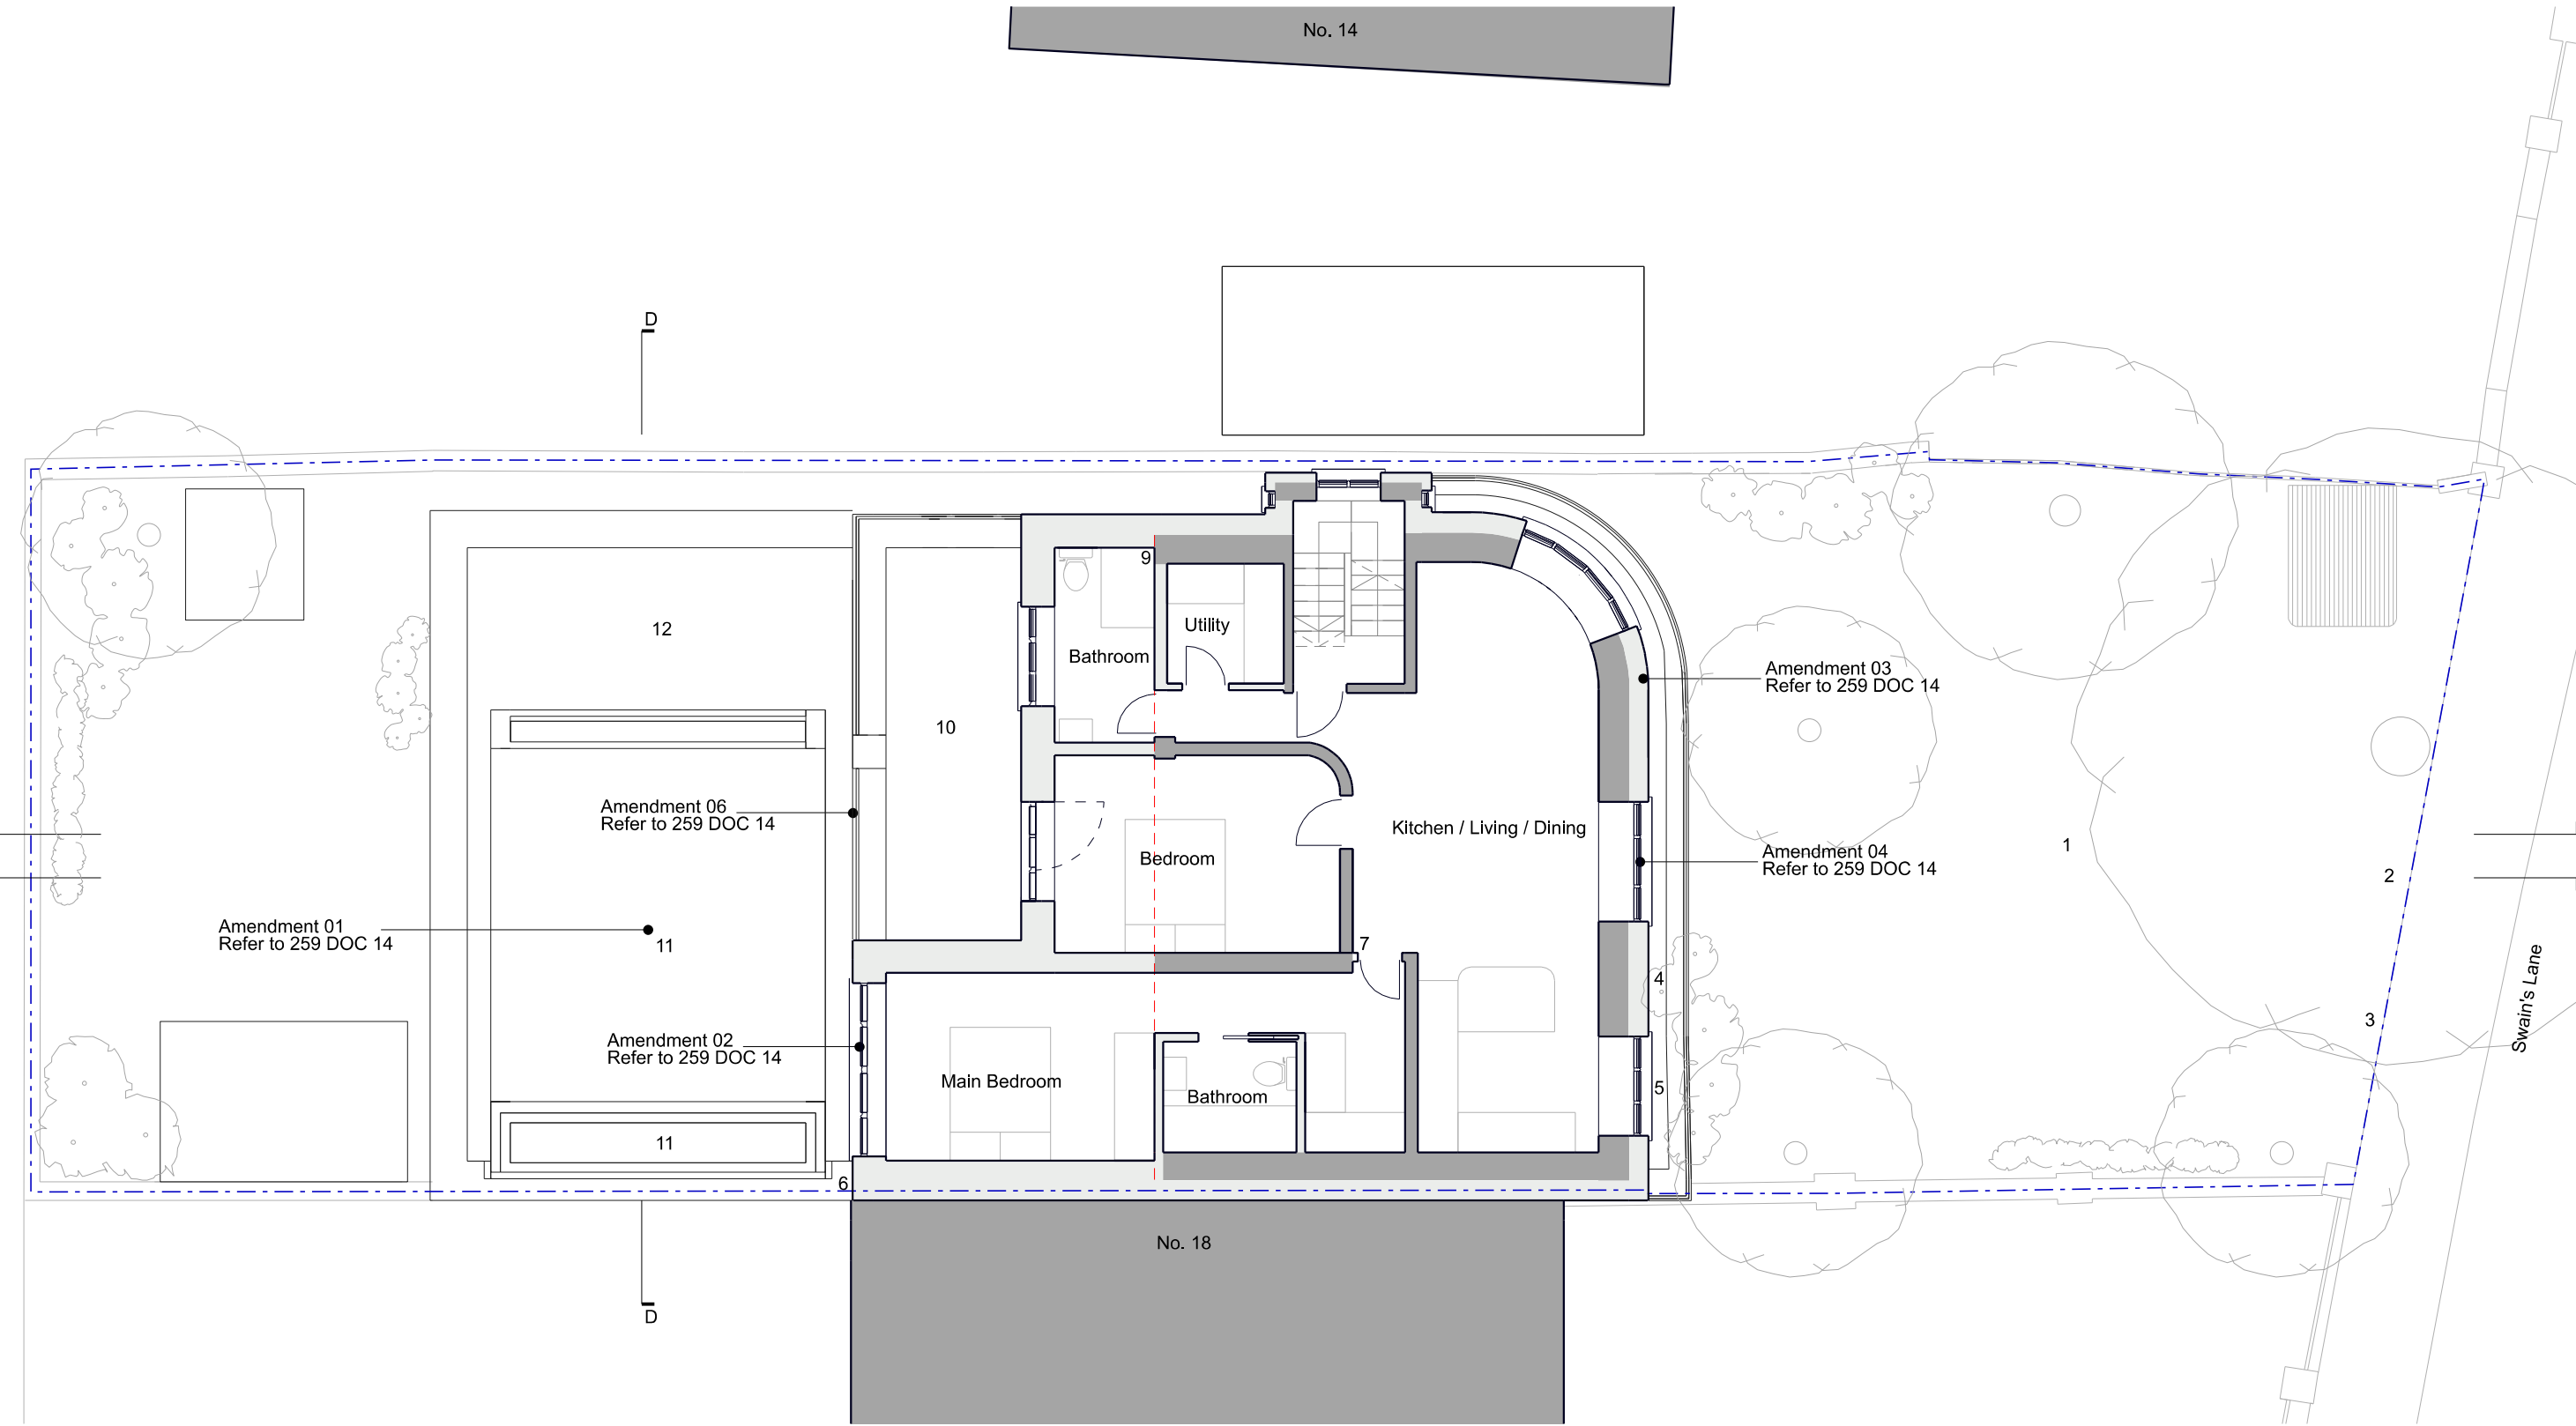 No. 14
D
12
9
Utility
Bathroom
Amendment 03
Refer to 259 DOC 14
10
Amendment 06
Refer to 259 DOC 14
Kitchen / Living / Dining
Bedroom
Amendment 04
Refer to 259 DOC 14
1
2
Amendment 01
Refer to 259 DOC 14
11
7
4
3
Swain's Lane
Amendment 02
Refer to 259 DOC 14
Main Bedroom
Bathroom
5
11
6
No. 18
D